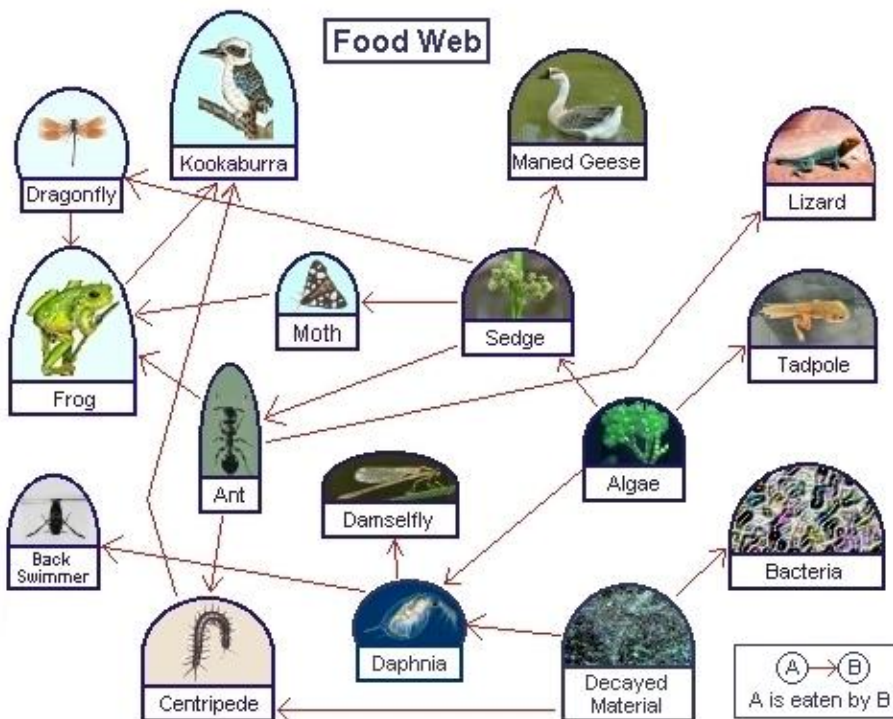 Food Web
Kookaburra
Maned Geese
Dragonfly
Lizard
Moth
Sedge
Tadpole
Frog
Ant
Algae
Damselfly
Back
Swimmer
Bacteria
Daphnia
Centripede
Decayed
Material
A B
A is eaten by B